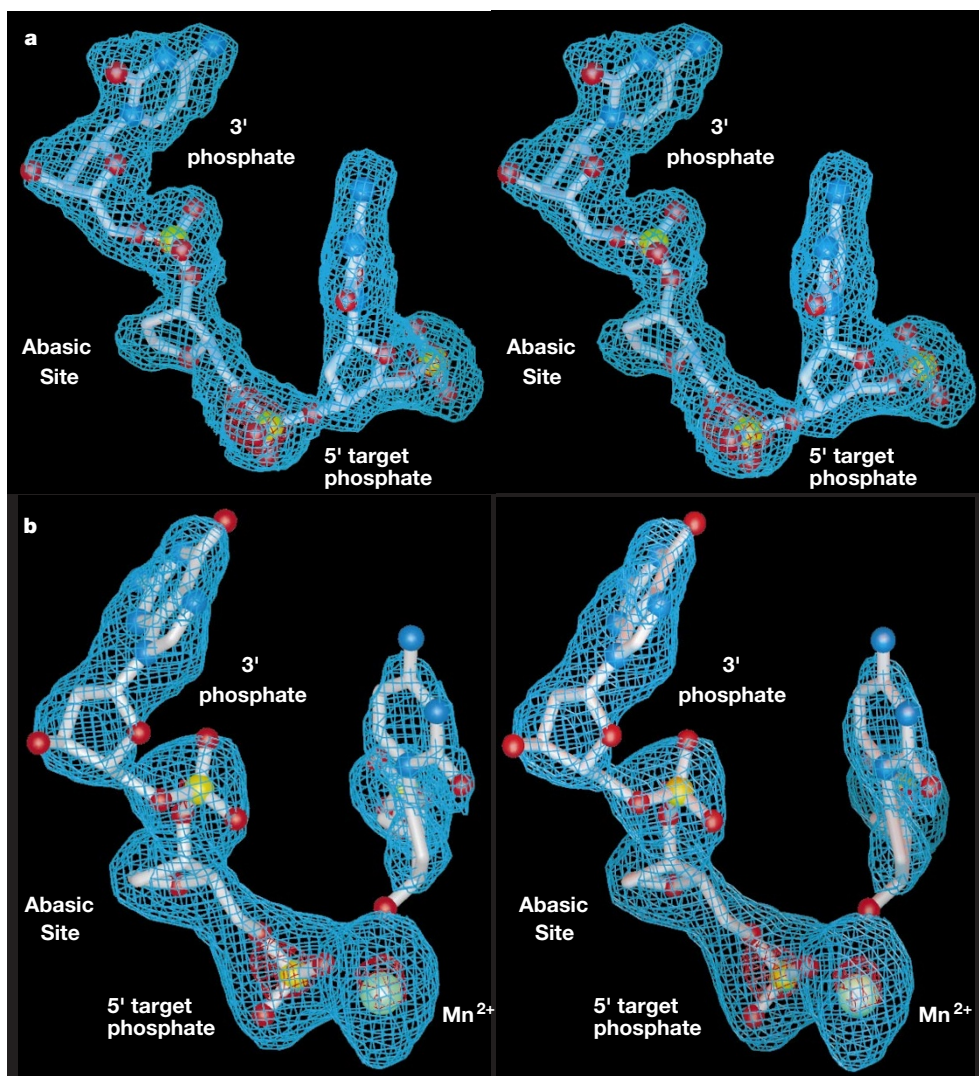 a
3'
phosphate
3'
phosphate
Abasic
Site
Abasic
Site
5' target
phosphate
5' target
phosphate
b
3'
phosphate
3'
phosphate
Abasic
Site
Abasic
Site
5' target
phosphate
Mn2+
5' target
phosphate
Mn2+